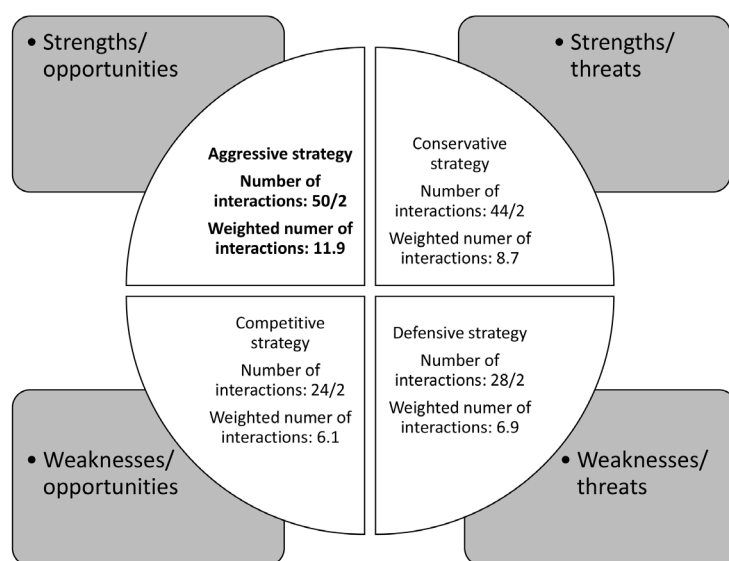 • Strengths/
opportunities
• Strengths/
threats
Aggressive strategy
Number of
interactions: 50/2
Weighted numer of
interactions: 11.9
Conservative
strategy
Number of
interactions: 44/2
Weighted numer of
interactions: 8.7
Competitive
strategy
Number of
interactions: 24/2
Weighted numer of
interactions: 6.1
Defensive strategy
Number of
interactions: 28/2
Weighted numer of
interactions: 6.9
• Weaknesses/
opportunities
• Weaknesses/
threats